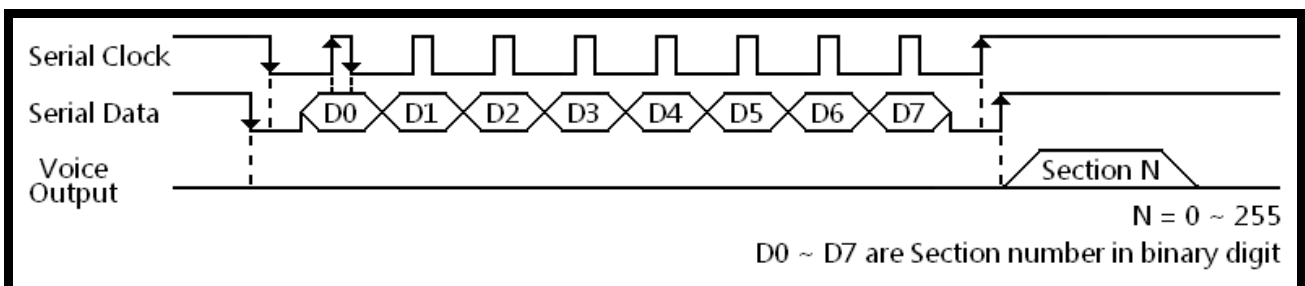 Serial Clock
Serial Data
D0 D1 D2 D3 D4 D5 D6 D7
Voice
Output
Section N
N = 0 ~ 255
D0 ~ D7 are Section number in binary digit